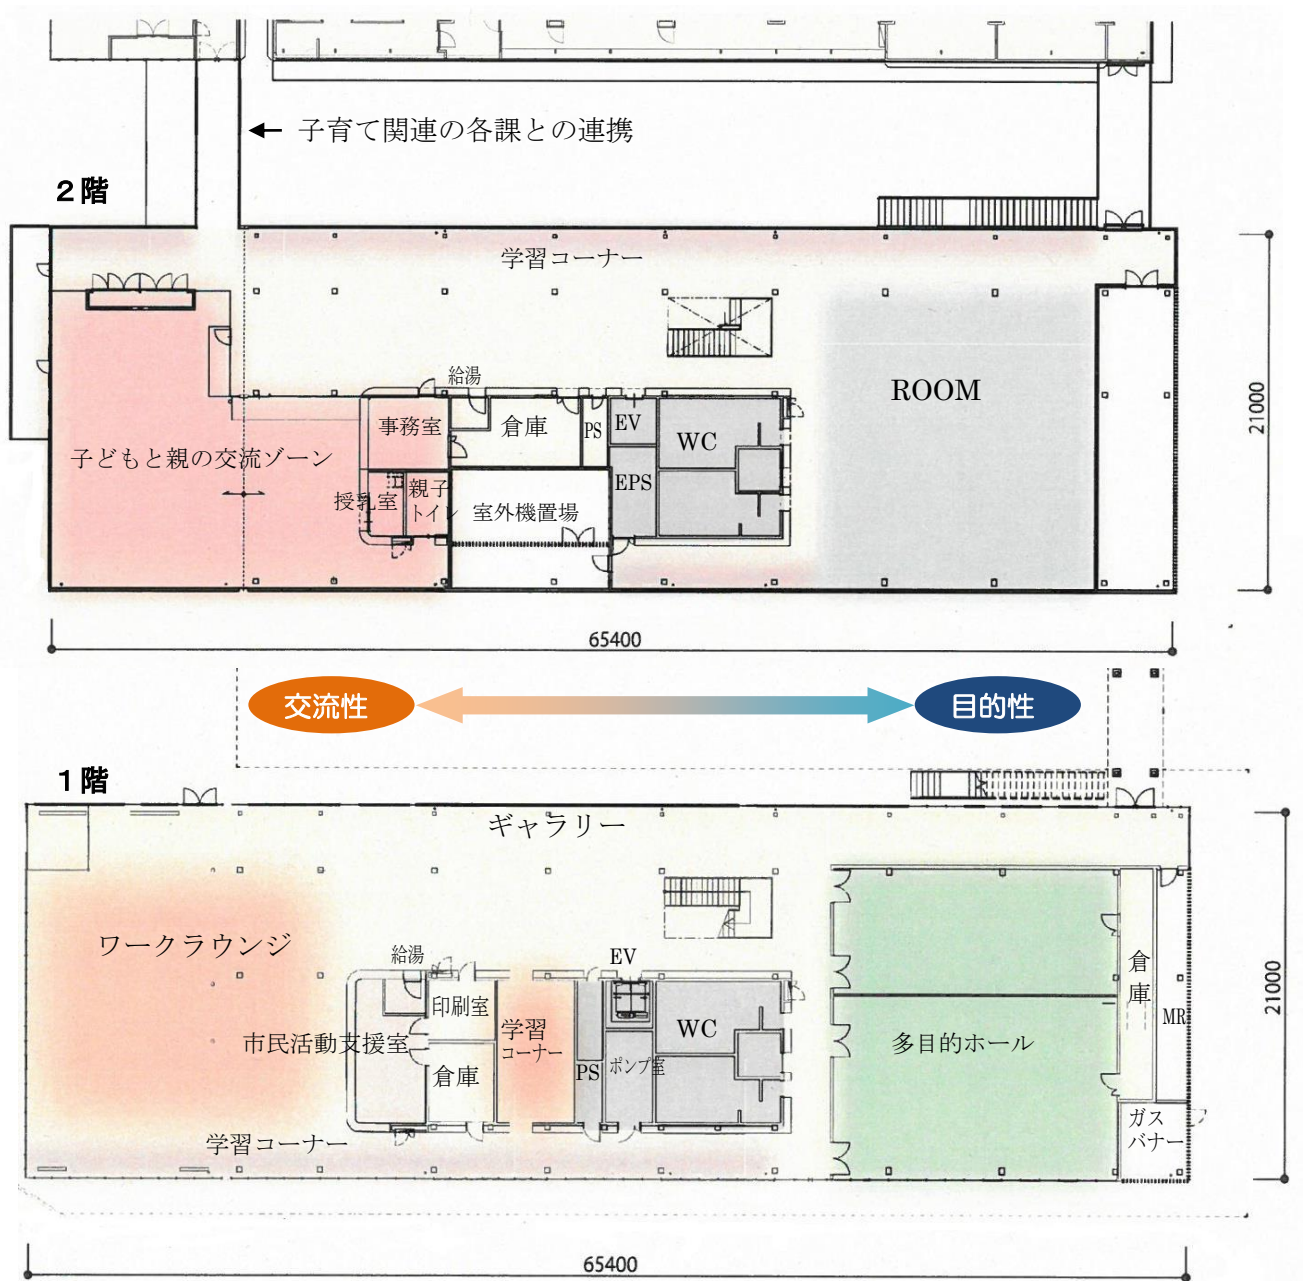 子育て関連の各課との連携
２階
学習コーナー
給湯
ROOM
21000
事務室
倉庫
PS
EV
WC
子どもと親の交流ゾーン
授乳室
親子
トイレ
室外機置場
EPS
65400
交流性
目的性
１階
ギャラリー
ワークラウンジ
給湯
EV
倉庫
21000
印刷室
学習
コーナー
WC
MR
市民活動支援室
多目的ホール
倉庫
PS
ポンプ室
ガス
バナー
学習コーナー
65400